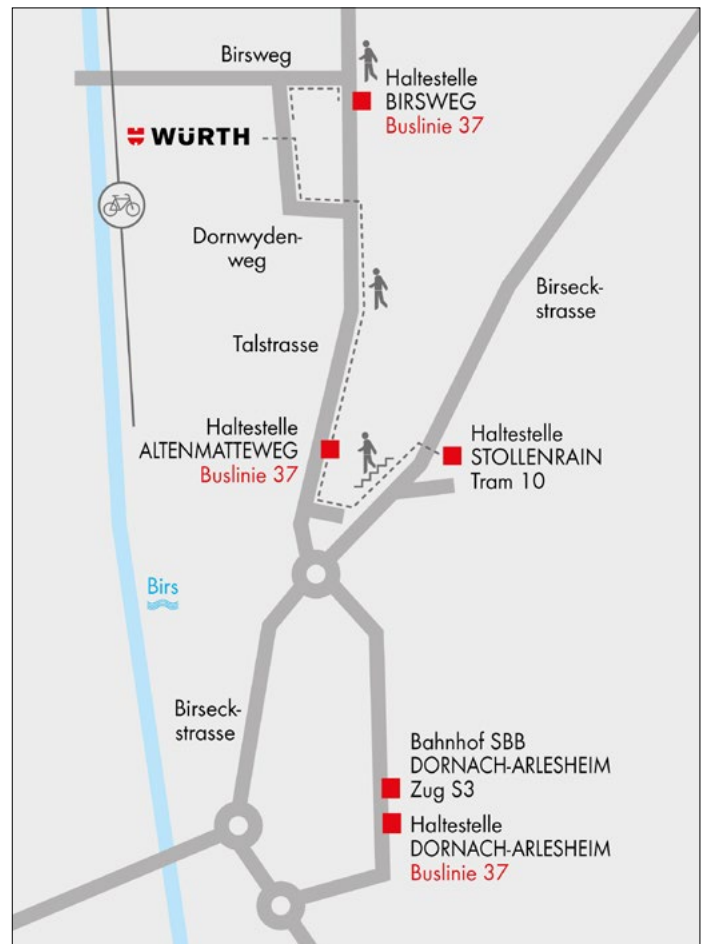 Birsweg
Haltestelle
BIRSWEG
Buslinie 37
WÜRTH
Dornwyden-
weg
Birseck-
strasse
Talstrasse
Haltestelle
ALTENMATTEWEG
Buslinie 37
Haltestelle
STOLLENRAIN
Tram 10
Birs
Birseck-
strasse
Bahnhof SBB
DORNACH-ARLESHEIM
Zug S3
Haltestelle
DORNACH-ARLESHEIM
Buslinie 37